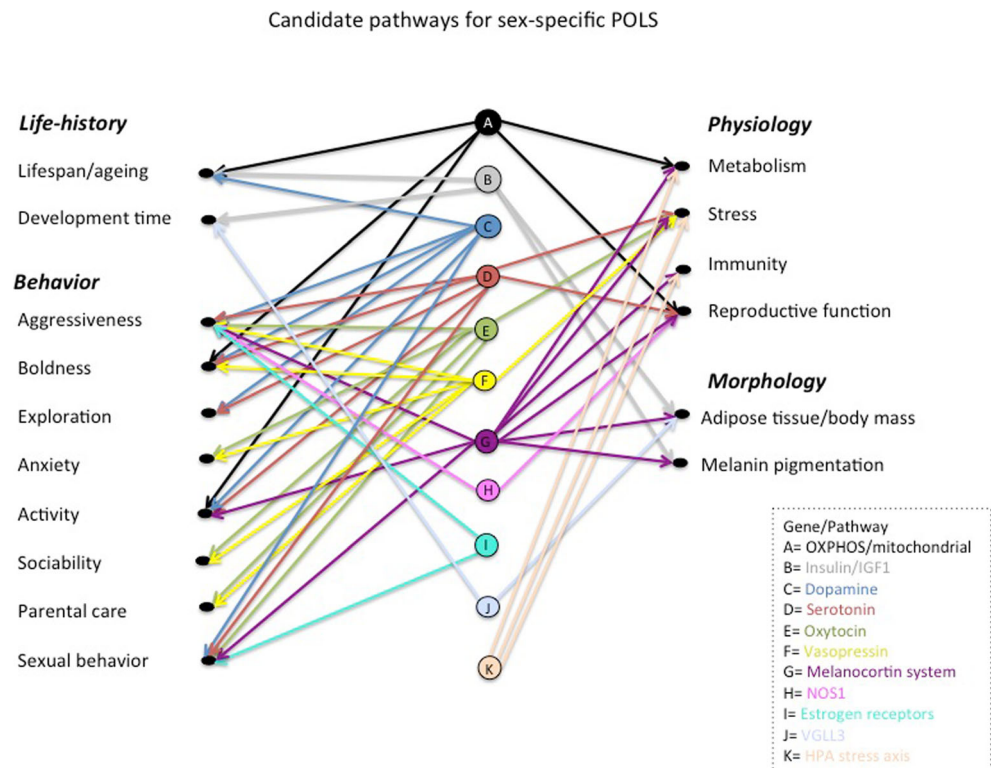 Candidate pathways for sex-specific POLS
Life-history
Lifespan/ageing
Development time
Behavior
Aggressiveness
Boldness
Exploration
Anxiety
Activity
Sociability
Parental care
Sexual behavior
A
B
C
D
E
F
G
H
I
J
K
Physiology
Metabolism
Stress
Immunity
Reproductive function
Morphology
Adipose tissue/body mass
Melanin pigmentation
Gene/Pathway
A= OXPHOS/mitochondrial
B= Insulin/IGF1
C= Dopamine
D= Serotonin
E= Oxytocin
F= Vasopressin
G= Melanocortin system
H= NOS1
I= Estrogen receptors
J= VGLL3
K= HPA stress axis